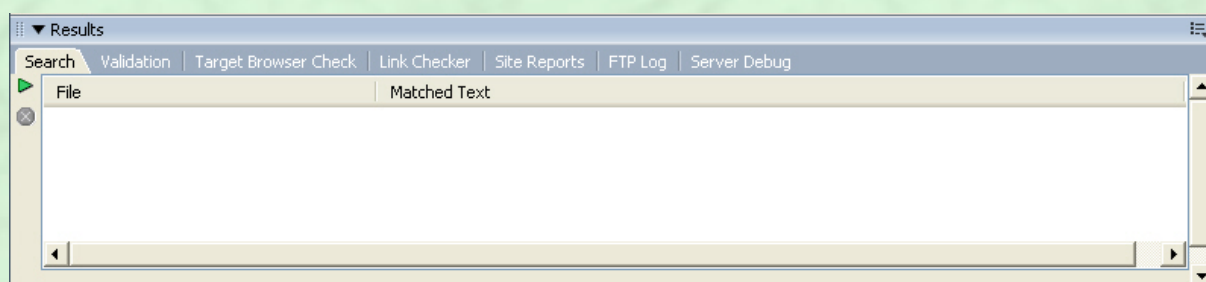 Results
Search Validation Target Browser Check Link Checker Site Reports FTP Log Server Debug
File Matched Text